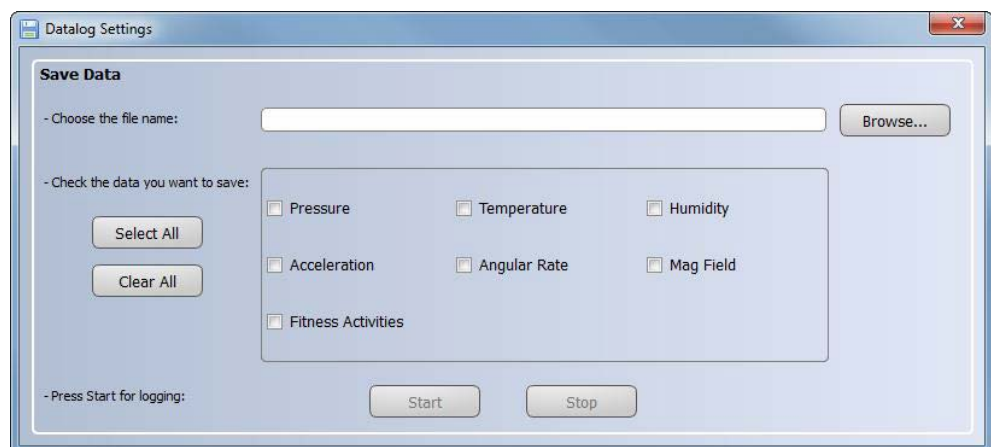 Datalog Settings
x
Save Data
- Choose the file name:
Browse...
- Check the data you want to save:
Select All
Clear All
Pressure
Temperature
Humidity
Acceleration
Angular Rate
Mag Field
Fitness Activities
- Press Start for logging:
Start
Stop